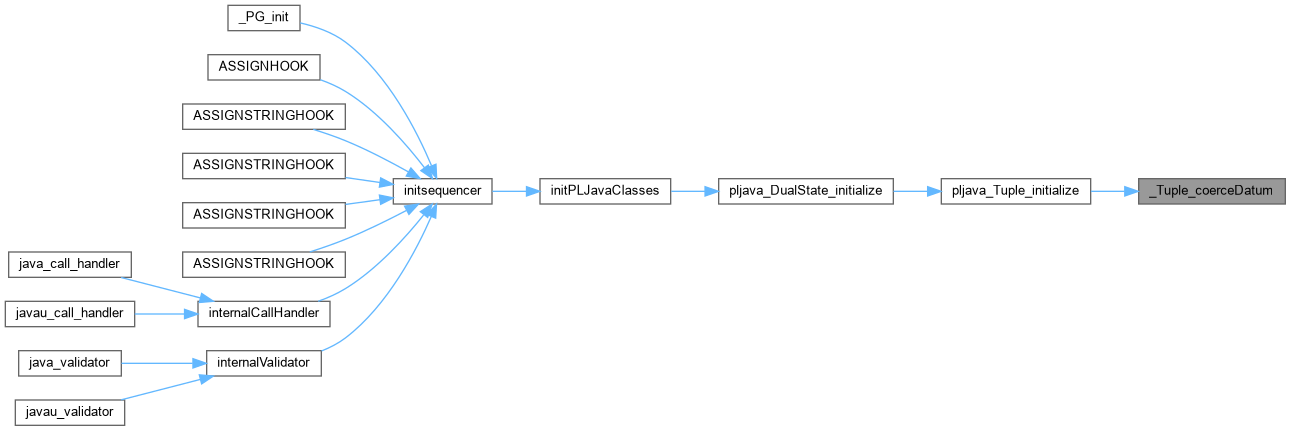 _PG_init
ASSIGNHOOK
ASSIGNSTRINGHOOK
ASSIGNSTRINGHOOK
initsequencer
initPLJavaClasses
pljava_DualState_initialize
pljava_Tuple_initialize
_Tuple_coerceDatum
ASSIGNSTRINGHOOK
ASSIGNSTRINGHOOK
java_call_handler
javau_call_handler
internalCallHandler
java_validator
internalValidator
javau_validator